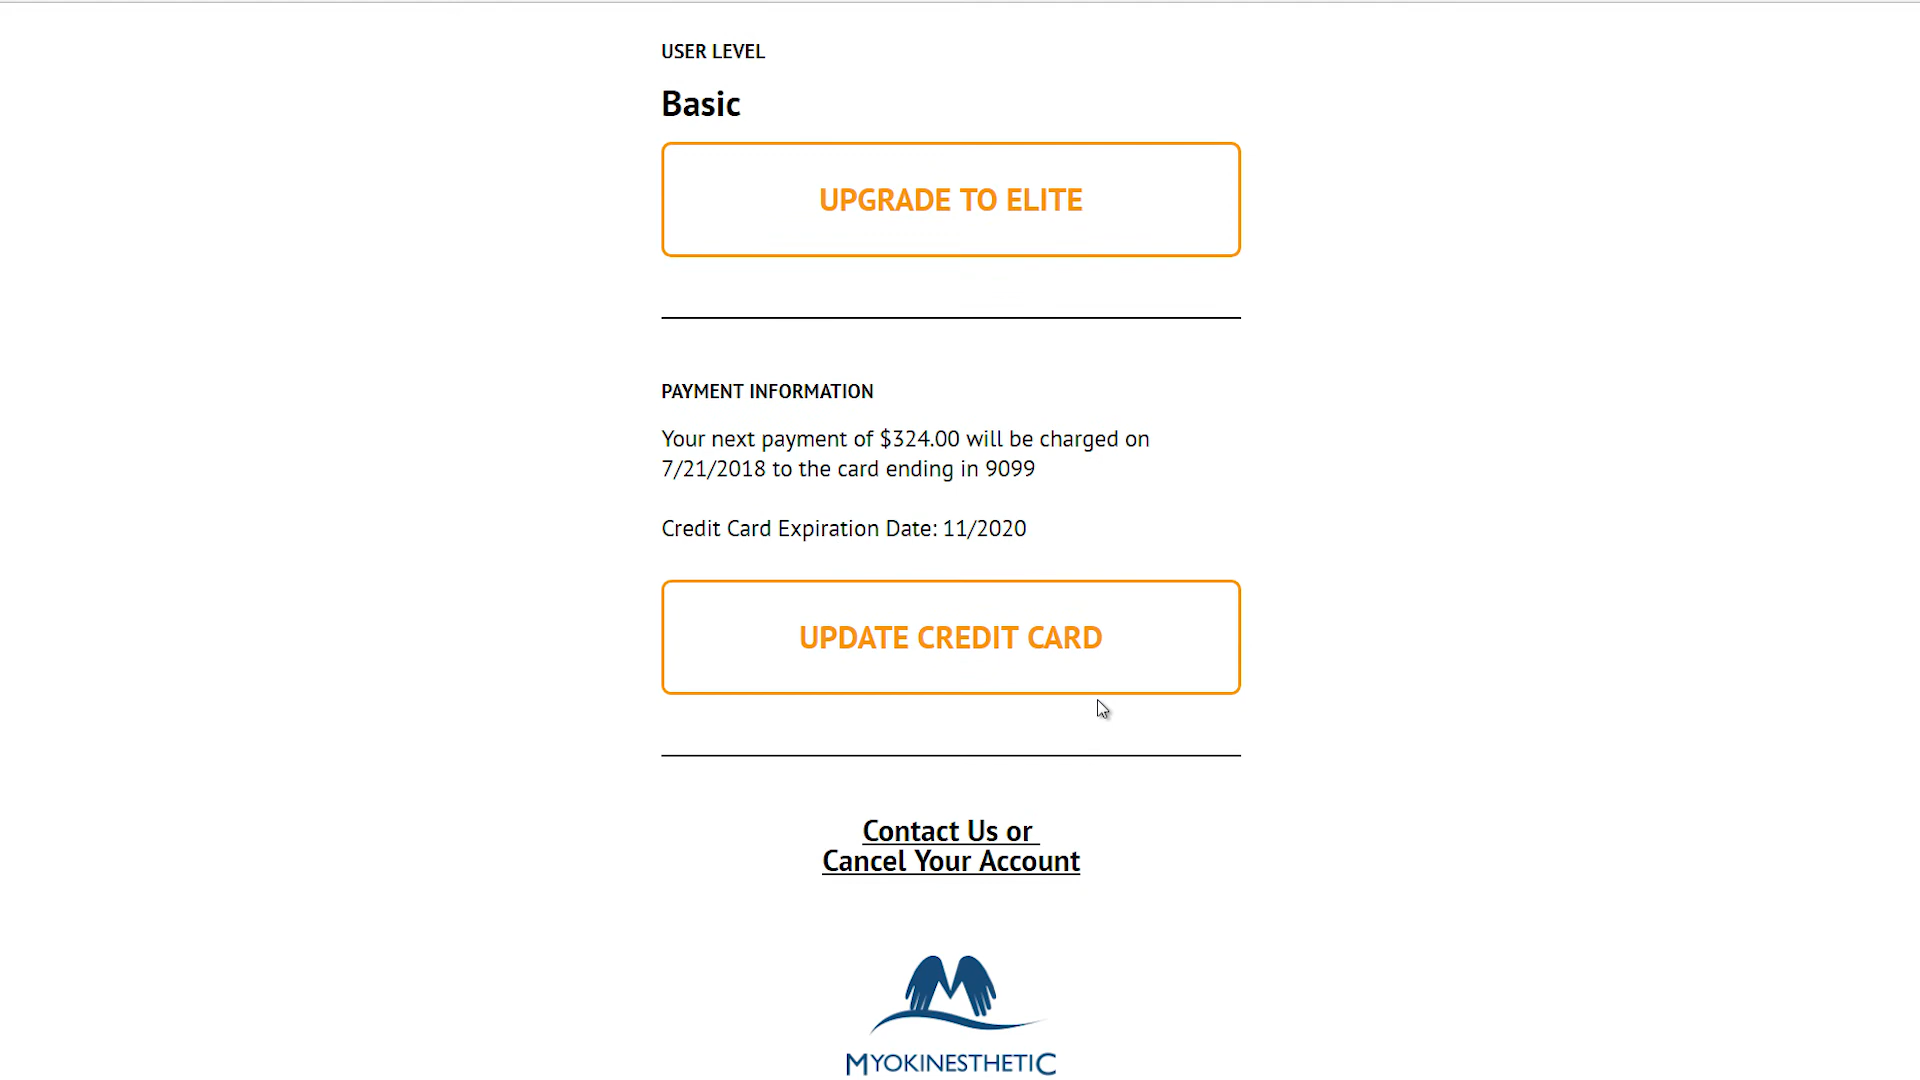 USER LEVEL
Basic
UPGRADE TO ELITE
PAYMENT INFORMATION
Your next payment of $324.00 will be charged on
7/21/2018 to the card ending in 9099
Credit Card Expiration Date: 11/2020
UPDATE CREDIT CARD
Contact Us or
Cancel Your Account
MYOKINESTHETIC